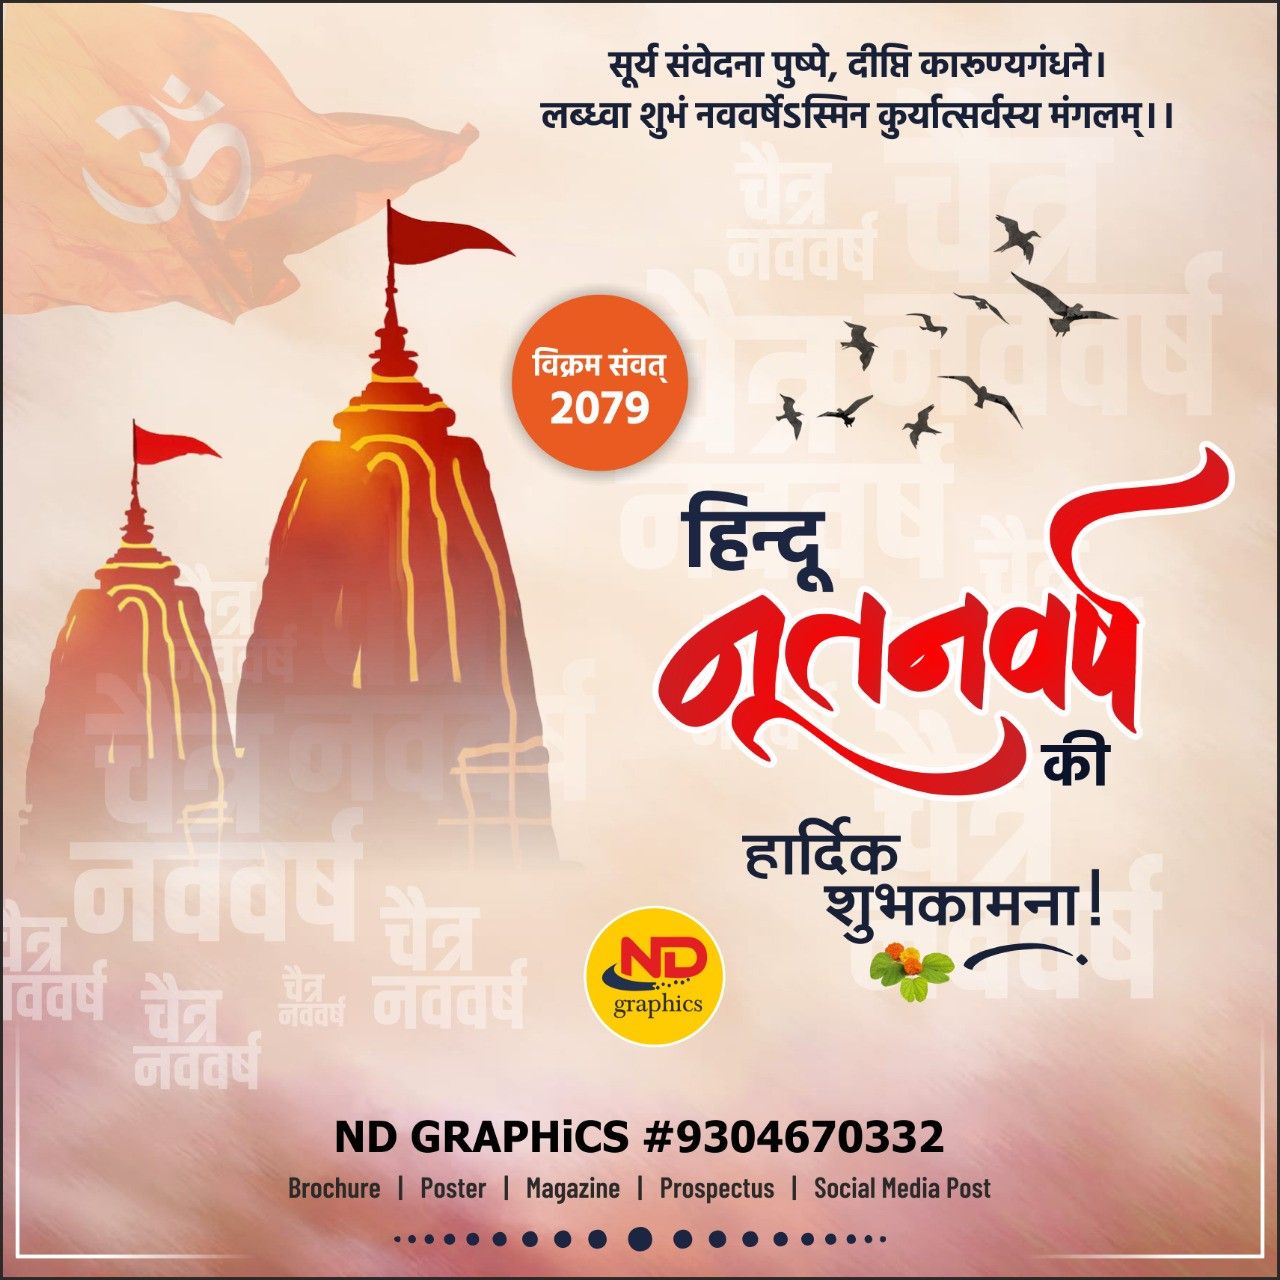 सूर्य संवेदना पुष्पे, दीप्ति कारूण्यगंधने।
लब्ध्वा शुभं नववर्षेऽस्मिन कुर्यात्सर्वस्य मंगलम्।।
ॐ
विक्रम संवत्
2079
हिन्दू
नूतनवर्ष
की
हार्दिक
शुभकामना!
चैत्र
नववर्ष
ND
graphics
ND GRAPHiCS #9304670332
Brochure | Poster | Magazine | Prospectus | Social Media Post